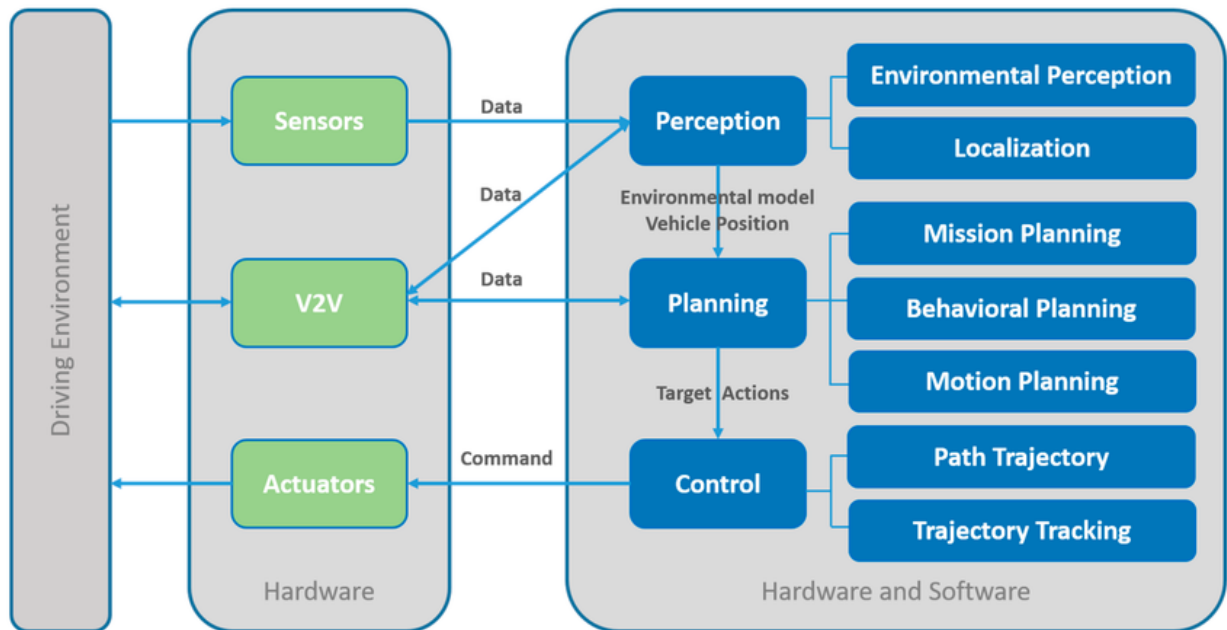 Driving Environment
Sensors
V2V
Actuators
Hardware
Data
Data
Data
Command
Perception
Environmental model
Vehicle Position
Planning
Target Actions
Control
Environmental Perception
Localization
Mission Planning
Behavioral Planning
Motion Planning
Path Trajectory
Trajectory Tracking
Hardware and Software